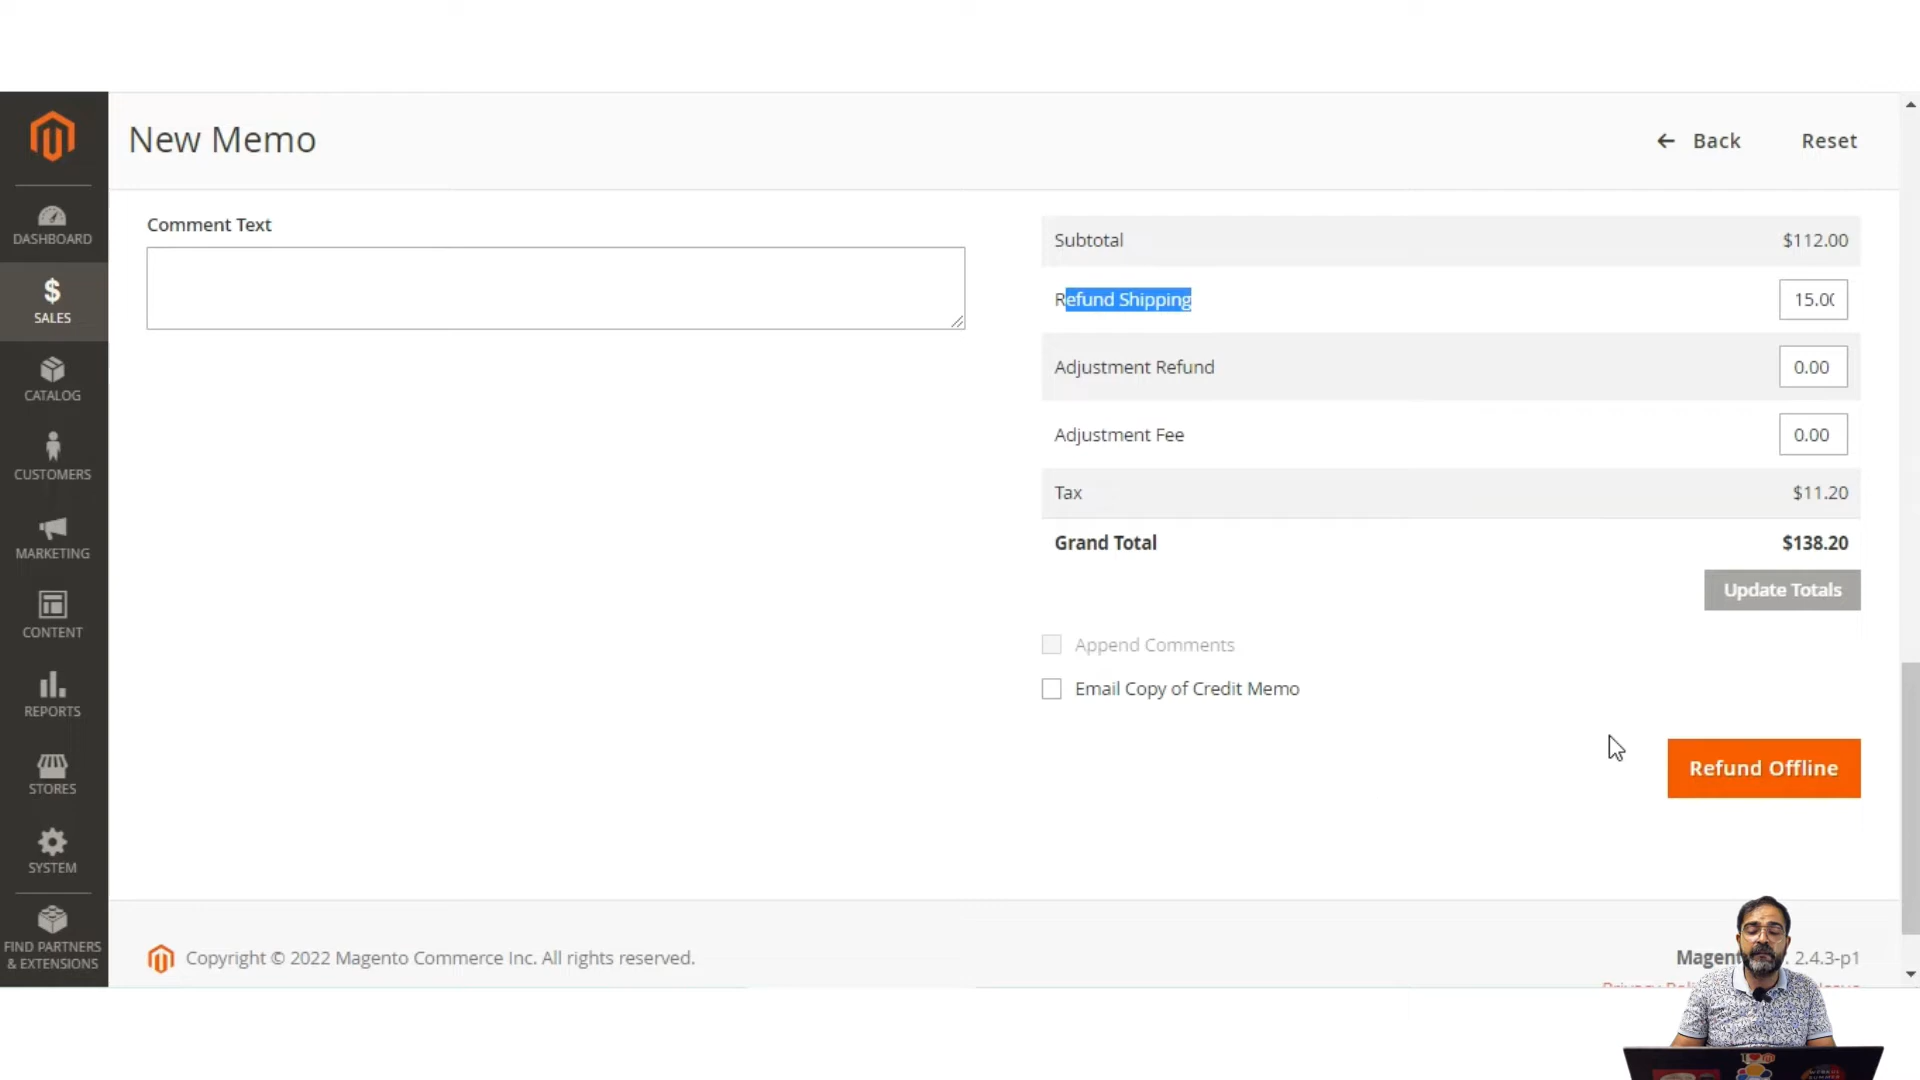 New Memo
Back
Reset
DASHBOARD
$
SALES
CATALOG
CUSTOMERS
MARKETING
CONTENT
REPORTS
STORES
SYSTEM
FIND PARTNERS
& EXTENSIONS
Comment Text
Subtotal $112.00
Refund Shipping 15.00
Adjustment Refund 0.00
Adjustment Fee 0.00
Tax $11.20
Grand Total $138.20
Update Totals
Append Comments
Email Copy of Credit Memo
Refund Offline
Copyright © 2022 Magento Commerce Inc. All rights reserved.
Magen 2.4.3-p1